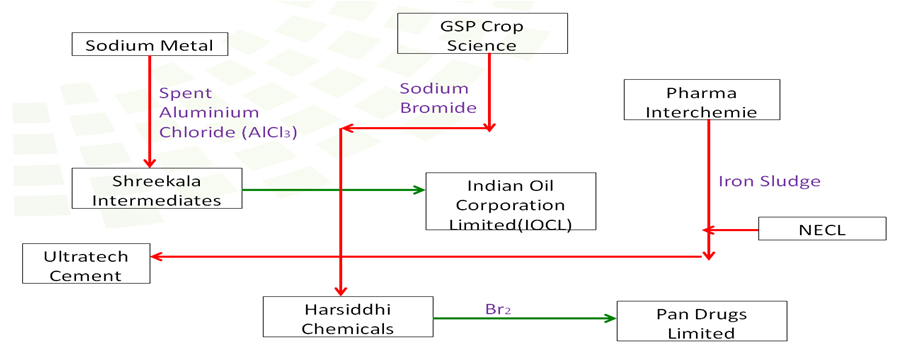 Sodium Metal
GSP Crop
Science
Spent
Aluminium
Chloride (AlCl₃)
Sodium
Bromide
Pharma
Interchemie
Shreekala
Intermediates
Indian Oil
Corporation
Limited(IOCL)
Iron Sludge
NECL
Ultratech
Cement
Harsiddhi
Chemicals
Br₂
Pan Drugs
Limited